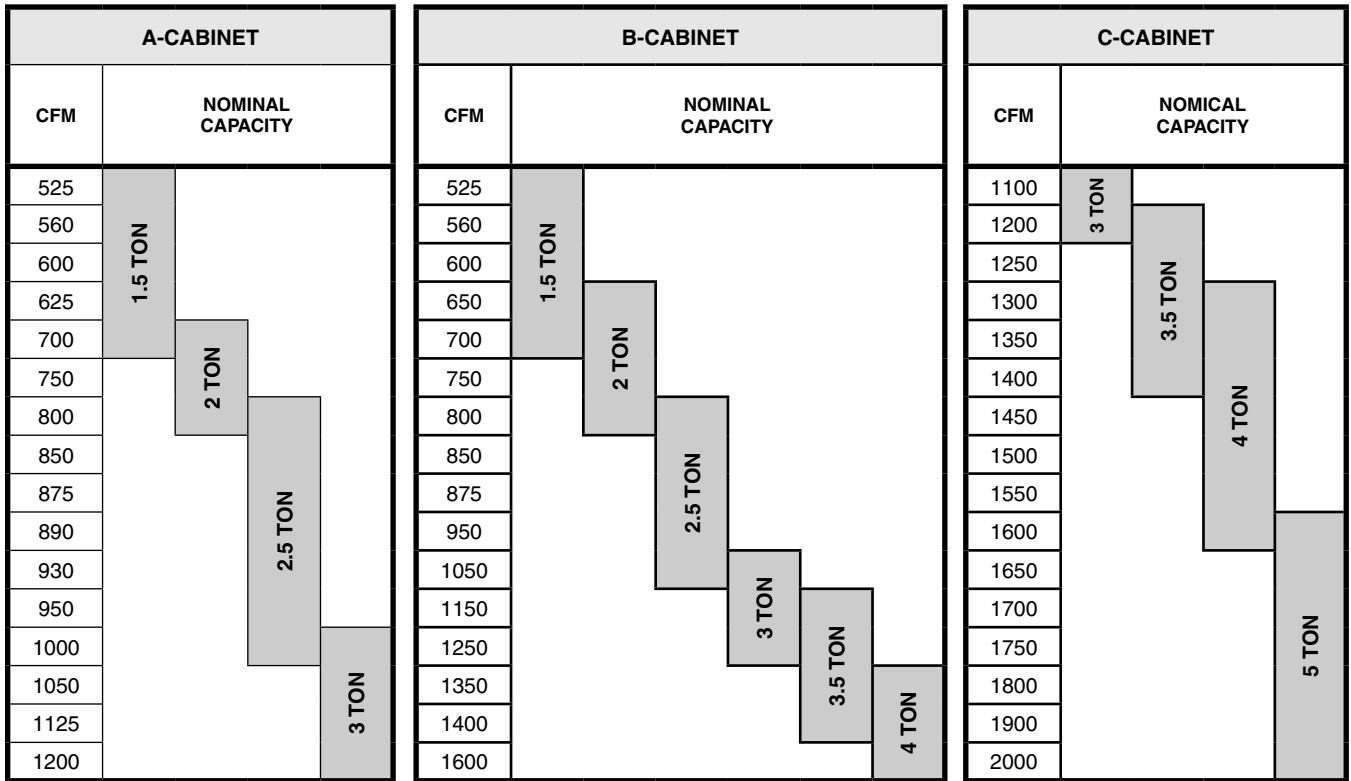 A-CABINET
CFM
NOMINAL
CAPACITY
525
560
600
625
700
750
800
850
875
890
930
950
1000
1050
1125
1200
1.5 TON
2 TON
2.5 TON
3 TON
B-CABINET
CFM
NOMINAL
CAPACITY
525
560
600
650
700
750
800
850
875
950
1050
1150
1250
1350
1400
1600
1.5 TON
2 TON
2.5 TON
3 TON
3.5 TON
4 TON
C-CABINET
CFM
NOMICAL
CAPACITY
1100
1200
1250
1300
1350
1400
1450
1500
1550
1600
1650
1700
1750
1800
1900
2000
3 TON
3.5 TON
4 TON
5 TON